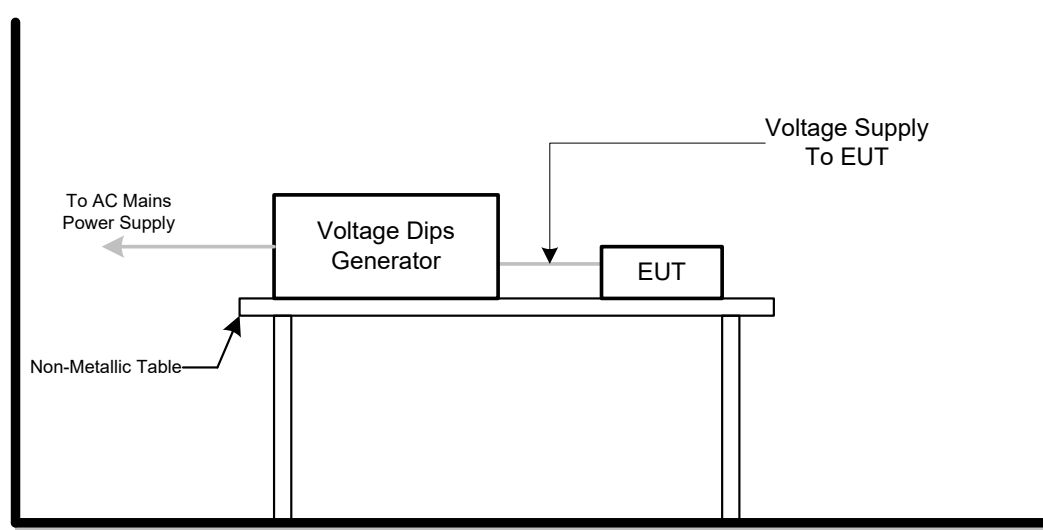 Voltage Supply
To EUT
To AC Mains
Power Supply
Voltage Dips
Generator
EUT
Non-Metallic Table